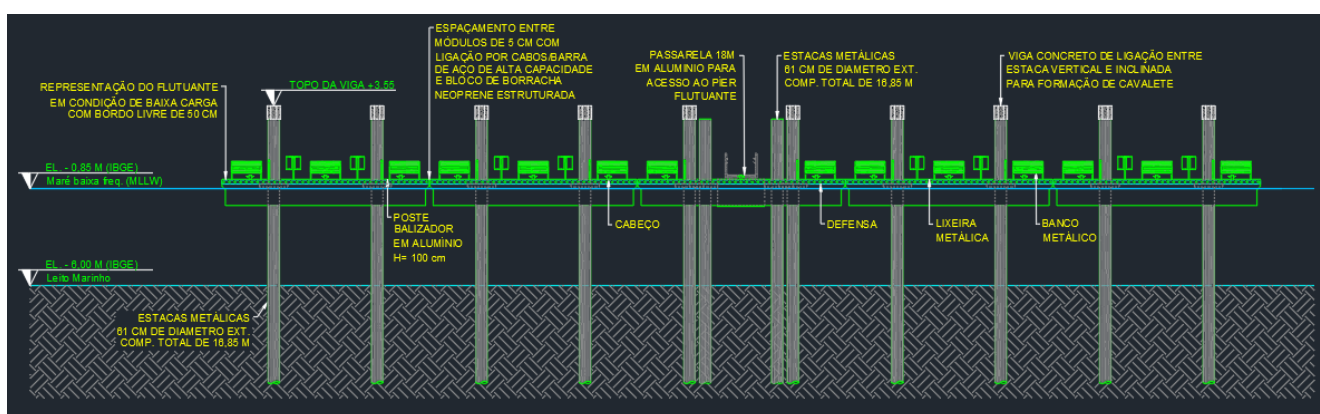 ESPAÇAMENTO ENTRE
MÓDULOS DE 5 CM COM
LIGAÇÃO POR CABOS/BARRA
DE AÇO DE ALTA CAPACIDADE
E BLOCO DE BORRACHA
NEOPRENE ESTRUTURADA
PASSARELA 18M
EM ALUMINIO PARA
ACESSO AO PÍER
FLUTUANTE
ESTACAS METÁLICAS
61 CM DE DIAMETRO EXT.
COMP. TOTAL DE 16,85 M
VIGA CONCRETO DE LIGAÇÃO ENTRE
ESTACA VERTICAL E INCLINADA
PARA FORMAÇÃO DE CAVALETE
REPRESENTAÇÃO DO FLUTUANTE
EM CONDIÇÃO DE BAIXA CARGA
COM BORDO LIVRE DE 50 CM
TOPO DA VIGA +3.55
EL. - 0,85 M (IBGE)
Maré baixa freq. (MLLW)
POSTE
BALIZADOR
EM ALUMÍNIO
H= 100 cm
CABEÇO
DEFENSA
LIXEIRA
METÁLICA
BANCO
METÁLICO
EL. - 6,00 M (IBGE)
Leito Marinho
ESTACAS METÁLICAS
61 CM DE DIAMETRO EXT.
COMP. TOTAL DE 16,85 M